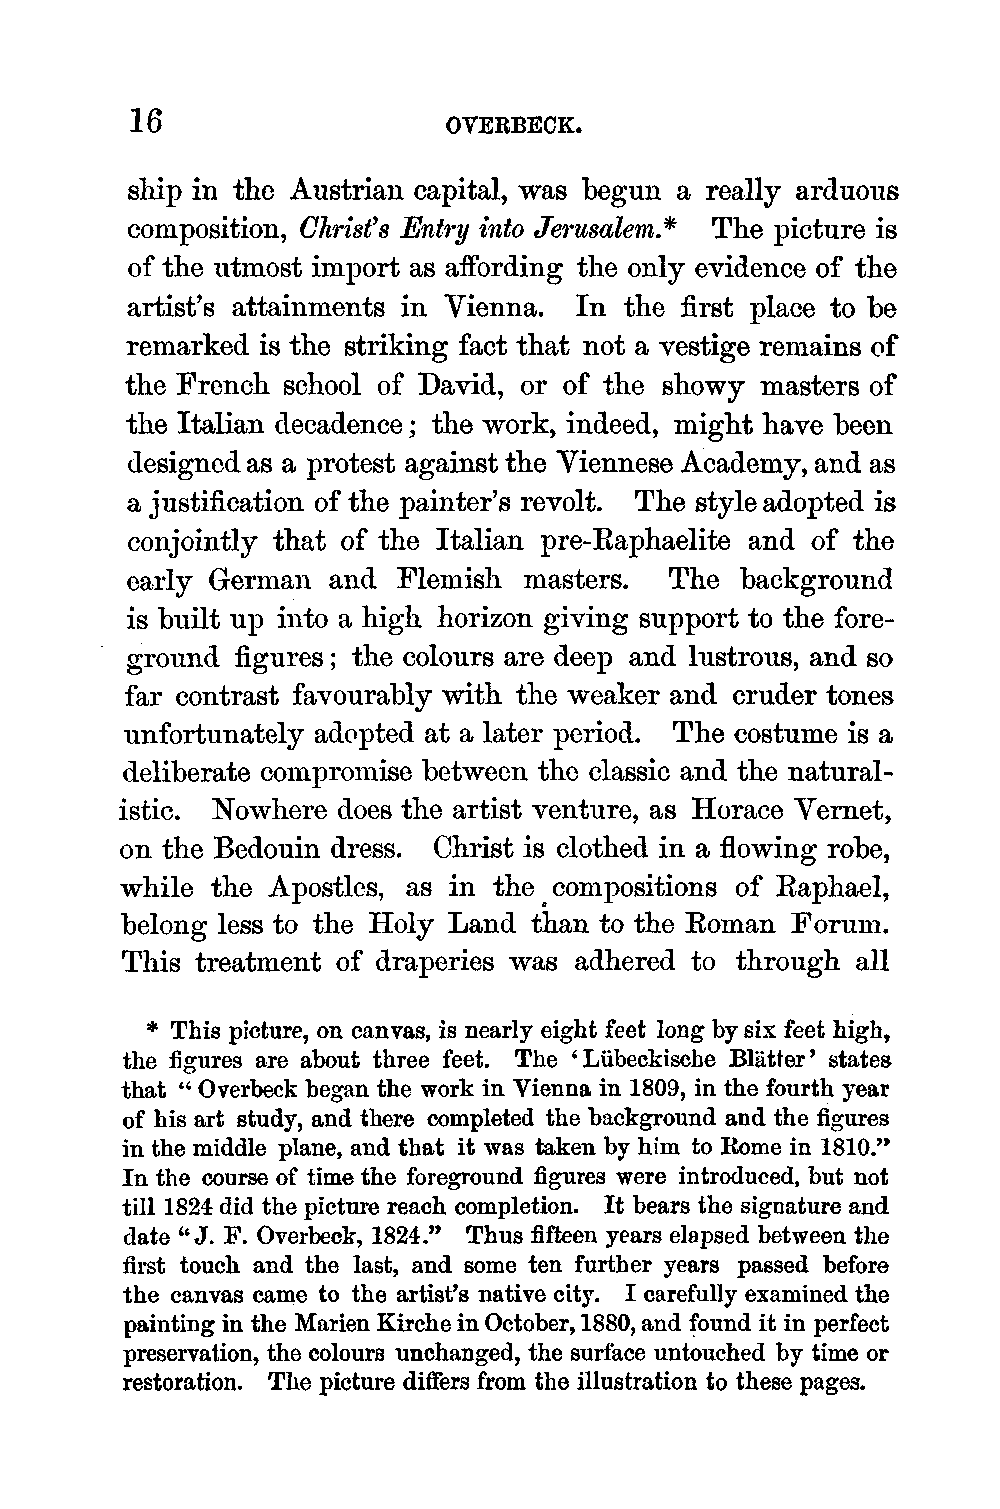 16 OVERBECK.
ship in the Austrian capital, was begun a really arduous
composition, Christ's Entry into Jerusalem.* The picture is
of the utmost import as affording the only evidence of the
artist's attainments in Vienna. In the first place to be
remarked is the striking fact that not a vestige remains of
the French school of David, or of the showy masters of
the Italian decadence; the work, indeed, might have been
designed as a protest against the Viennese Academy, and as
a justification of the painter's revolt. The style adopted is
conjointly that of the Italian pre-Raphaelite and of the
early German and Flemish masters. The background
is built up into a high horizon giving support to the fore-
ground figures; the colours are deep and lustrous, and so
far contrast favourably with the weaker and cruder tones
unfortunately adopted at a later period. The costume is a
deliberate compromise between the classic and the natural-
istic. Nowhere does the artist venture, as Horace Vernet,
on the Bedouin dress. Christ is clothed in a flowing robe,
while the Apostles, as in the compositions of Raphael,
belong less to the Holy Land than to the Roman Forum.
This treatment of draperies was adhered to through all
* This picture, on canvas, is nearly eight feet long by six feet high,
the figures are about three feet. The 'Lübeckische Blätter' states
that "Overbeck began the work in Vienna in 1809, in the fourth year
of his art study, and there completed the background and the figures
in the middle plane, and that it was taken by him to Rome in 1810."
In the course of time the foreground figures were introduced, but not
till 1824 did the picture reach completion. It bears the signature and
date "J. F. Overbeck, 1824." Thus fifteen years elapsed between the
first touch and the last, and some ten further years passed before
the canvas came to the artist's native city. I carefully examined the
painting in the Marien Kirche in October, 1880, and found it in perfect
preservation, the colours unchanged, the surface untouched by time or
restoration. The picture differs from the illustration to these pages.